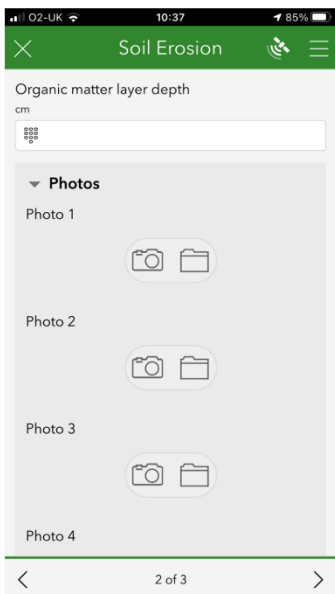 O2-UK 10:37 85%
Soil Erosion
Organic matter layer depth
cm
Photos
Photo 1
Photo 2
Photo 3
Photo 4
2 of 3